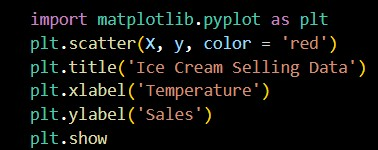 import matplotlib.pyplot as plt
plt.scatter(X, y, color = 'red')
plt.title('Ice Cream Selling Data')
plt.xlabel('Temperature')
plt.ylabel('Sales')
plt.show